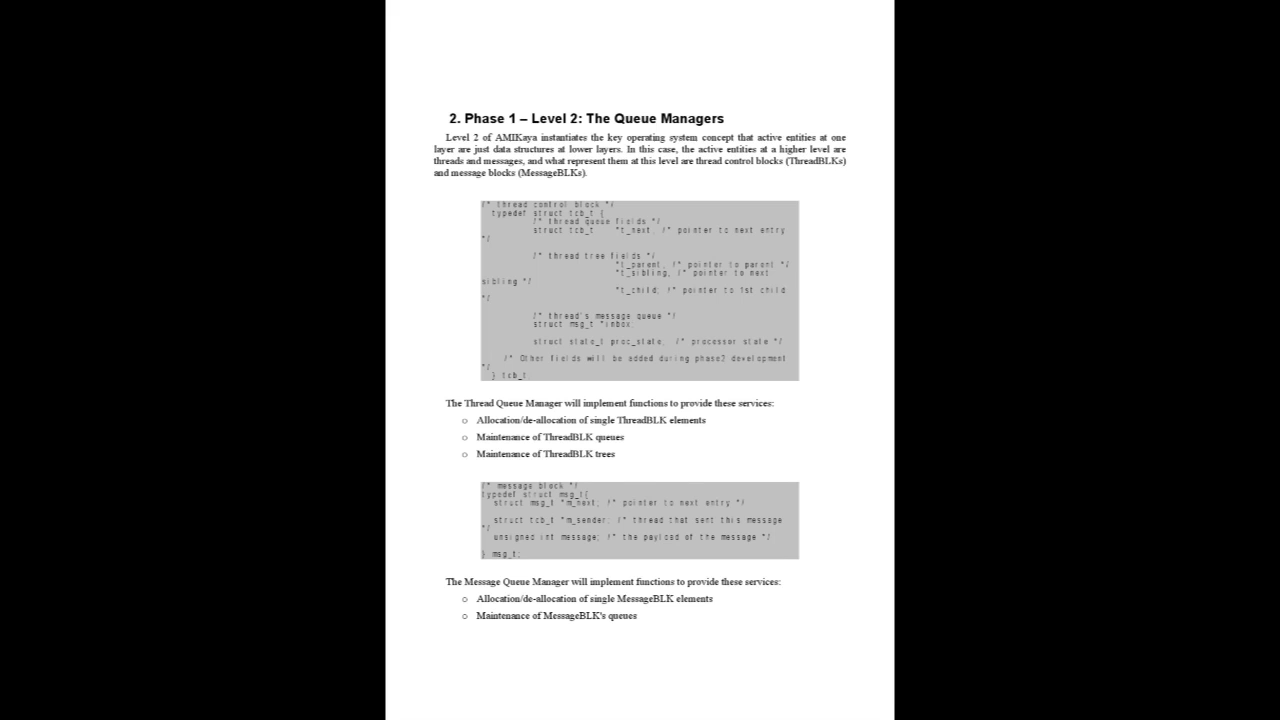 2. Phase 1 – Level 2: The Queue Managers
Level 2 of AMIKaya instantiates the key operating system concept that active entities at one
layer are just data structures at lower layers. In this case, the active entities at a higher level are
threads and messages, and what represent them at this level are thread control blocks (ThreadBLKs)
and message blocks (MessageBLKs).
/* thread control block */
typedef struct tcb_t {
/* thread queue fields */
struct tcb_t *t_next, /* pointer to next entry
*/
/* thread tree fields */
*t_parent, /* pointer to parent */
*t_sibling, /* pointer to next
sibling */
*t_child; /* pointer to 1st child
*/
/* thread's message queue */
struct msg_t *inbox;
struct state_t proc_state; /* processor state */
/* Other fields will be added during phase2 development
*/
} tcb_t;
The Thread Queue Manager will implement functions to provide these services:
o Allocation/de-allocation of single ThreadBLK elements
o Maintenance of ThreadBLK queues
o Maintenance of ThreadBLK trees
/* message block */
typedef struct msg_t{
struct msg_t *m_next; /* pointer to next entry */
struct tcb_t *m_sender; /* thread that sent this message
*/
unsigned int message; /* the payload of the message */
} msg_t;
The Message Queue Manager will implement functions to provide these services:
o Allocation/de-allocation of single MessageBLK elements
o Maintenance of MessageBLK's queues